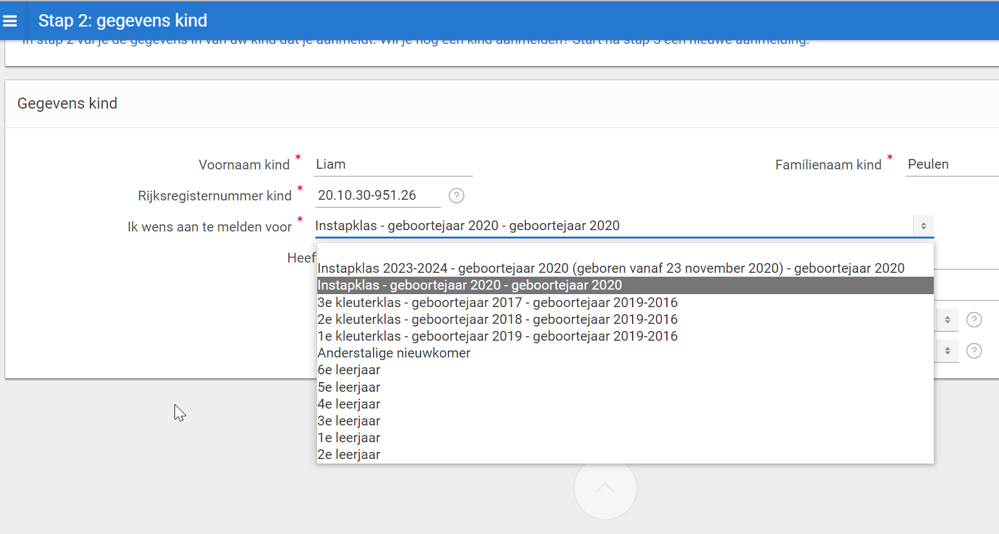 Stap 2: gegevens kind
In stap 2 vul je de gegevens in van uw kind dat je aanmeldt. Wil je nog een kind aanmelden? Start na stap 5 een nieuwe aanmelding.
Gegevens kind
Voornaam kind * Liam
Familienaam kind * Peulen
Rijksregisternummer kind * 20.10.30-951.26 ?
Ik wens aan te melden voor * Instapklas - geboortejaar 2020 - geboortejaar 2020
Heef
Instapklas 2023-2024 - geboortejaar 2020 (geboren vanaf 23 november 2020) - geboortejaar 2020
Instapklas - geboortejaar 2020 - geboortejaar 2020
3e kleuterklas - geboortejaar 2017 - geboortejaar 2019-2016
2e kleuterklas - geboortejaar 2018 - geboortejaar 2019-2016
?
1e kleuterklas - geboortejaar 2019 - geboortejaar 2019-2016
Anderstalige nieuwkomer
?
6e leerjaar
5e leerjaar
4e leerjaar
3e leerjaar
1e leerjaar
2e leerjaar